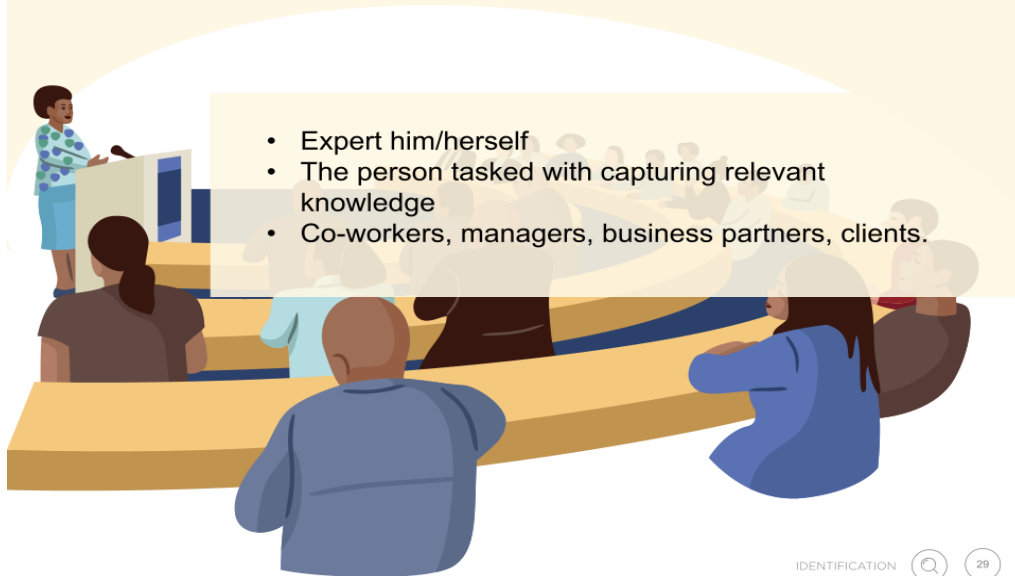 • Expert him/herself
• The person tasked with capturing relevant
knowledge
• Co-workers, managers, business partners, clients.
IDENTIFICATION 29